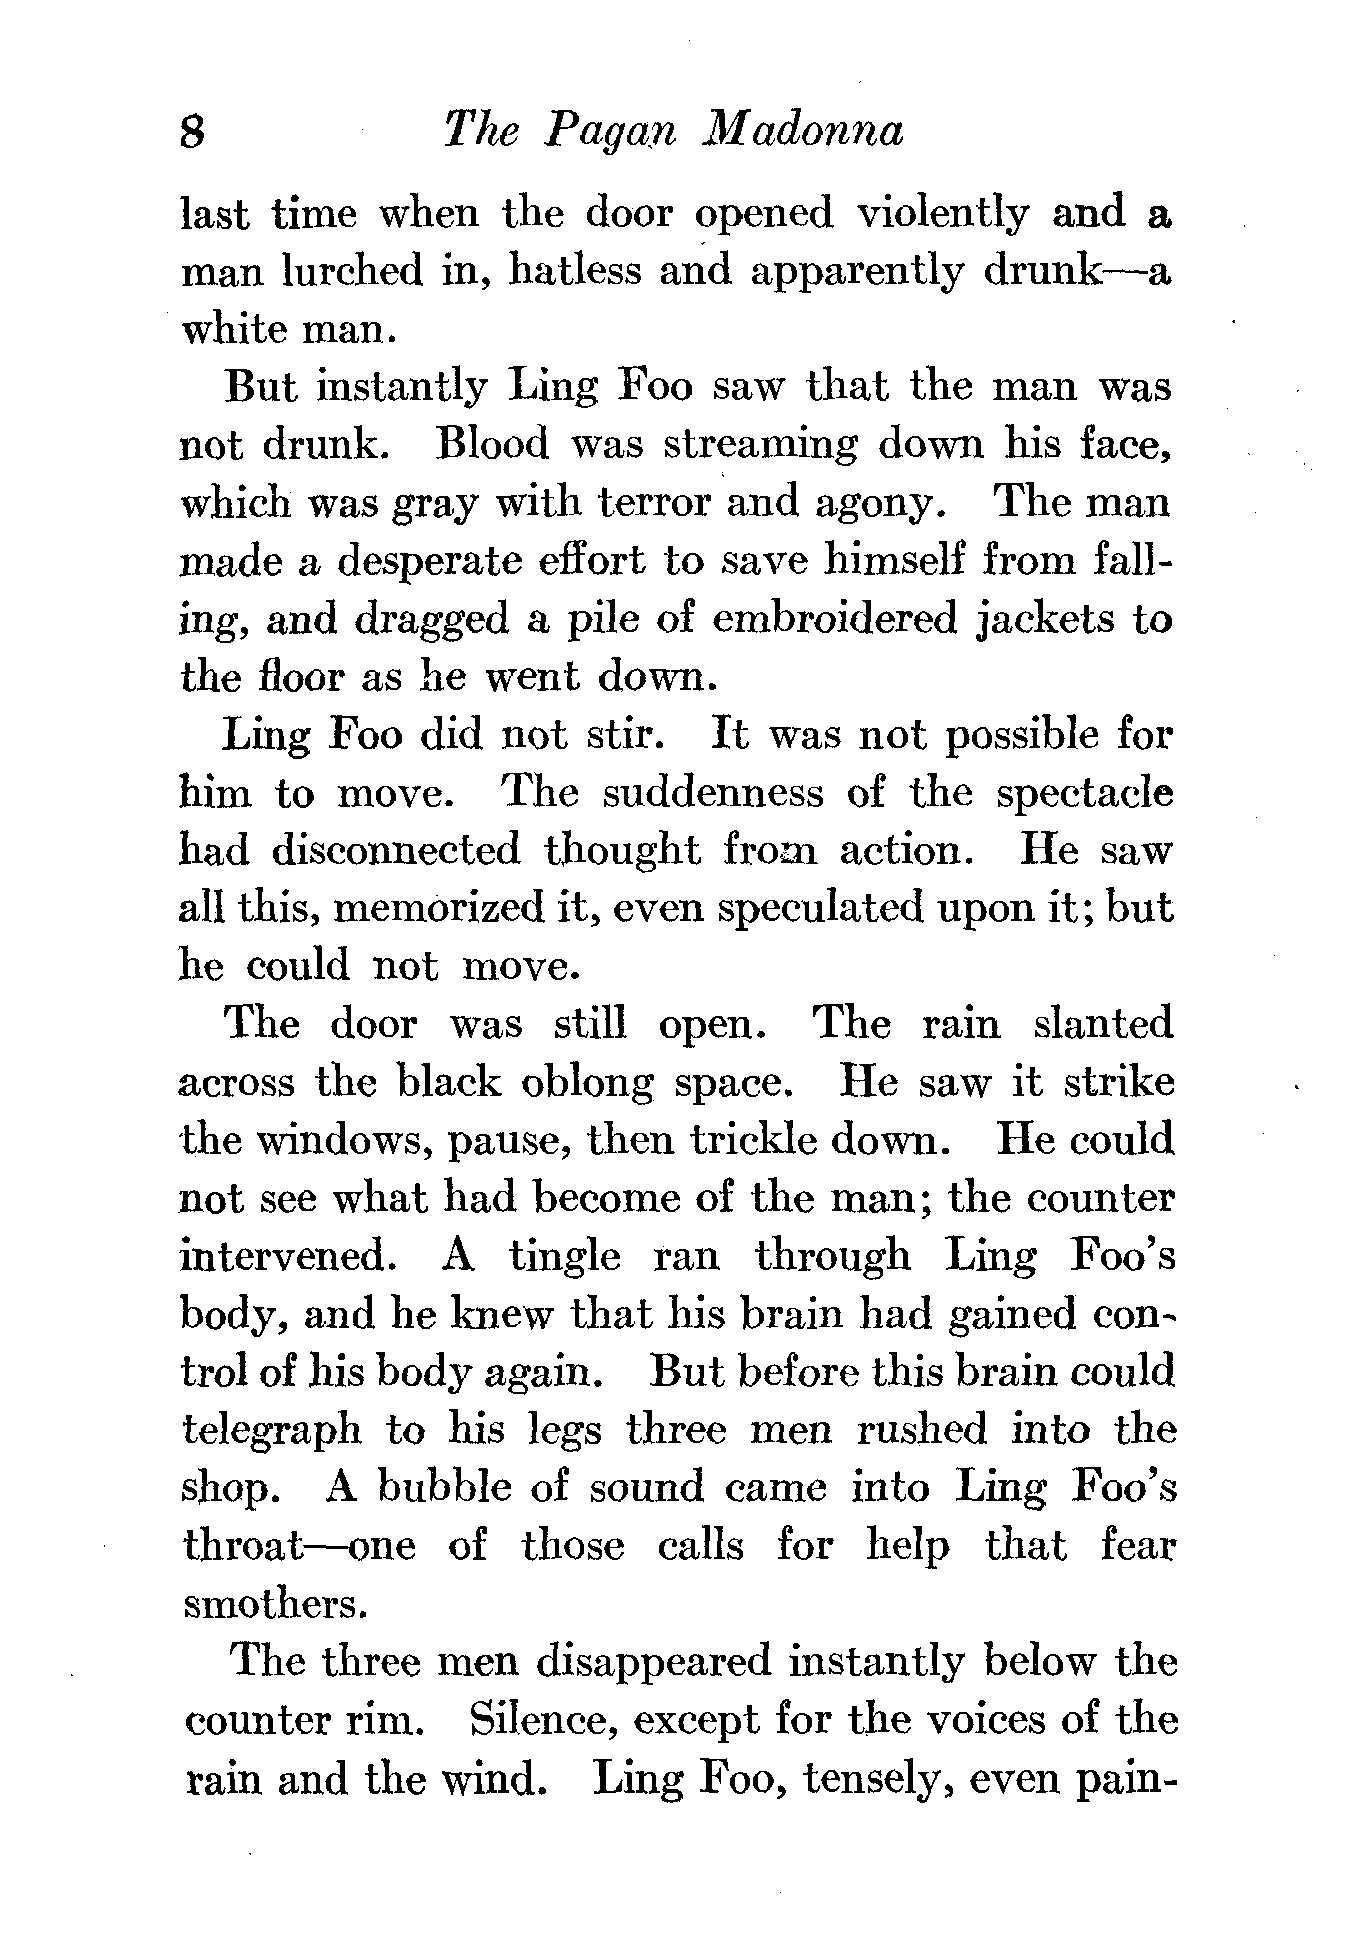 8 The Pagan Madonna
last time when the door opened violently and a
man lurched in, hatless and apparently drunk—a
white man.
But instantly Ling Foo saw that the man was
not drunk. Blood was streaming down his face,
which was gray with terror and agony. The man
made a desperate effort to save himself from fall-
ing, and dragged a pile of embroidered jackets to
the floor as he went down.
Ling Foo did not stir. It was not possible for
him to move. The suddenness of the spectacle
had disconnected thought from action. He saw
all this, memorized it, even speculated upon it; but
he could not move.
The door was still open. The rain slanted
across the black oblong space. He saw it strike
the windows, pause, then trickle down. He could
not see what had become of the man; the counter
intervened. A tingle ran through Ling Foo's
body, and he knew that his brain had gained con-
trol of his body again. But before this brain could
telegraph to his legs three men rushed into the
shop. A bubble of sound came into Ling Foo's
throat—one of those calls for help that fear
smothers.
The three men disappeared instantly below the
counter rim. Silence, except for the voices of the
rain and the wind. Ling Foo, tensely, even pain-